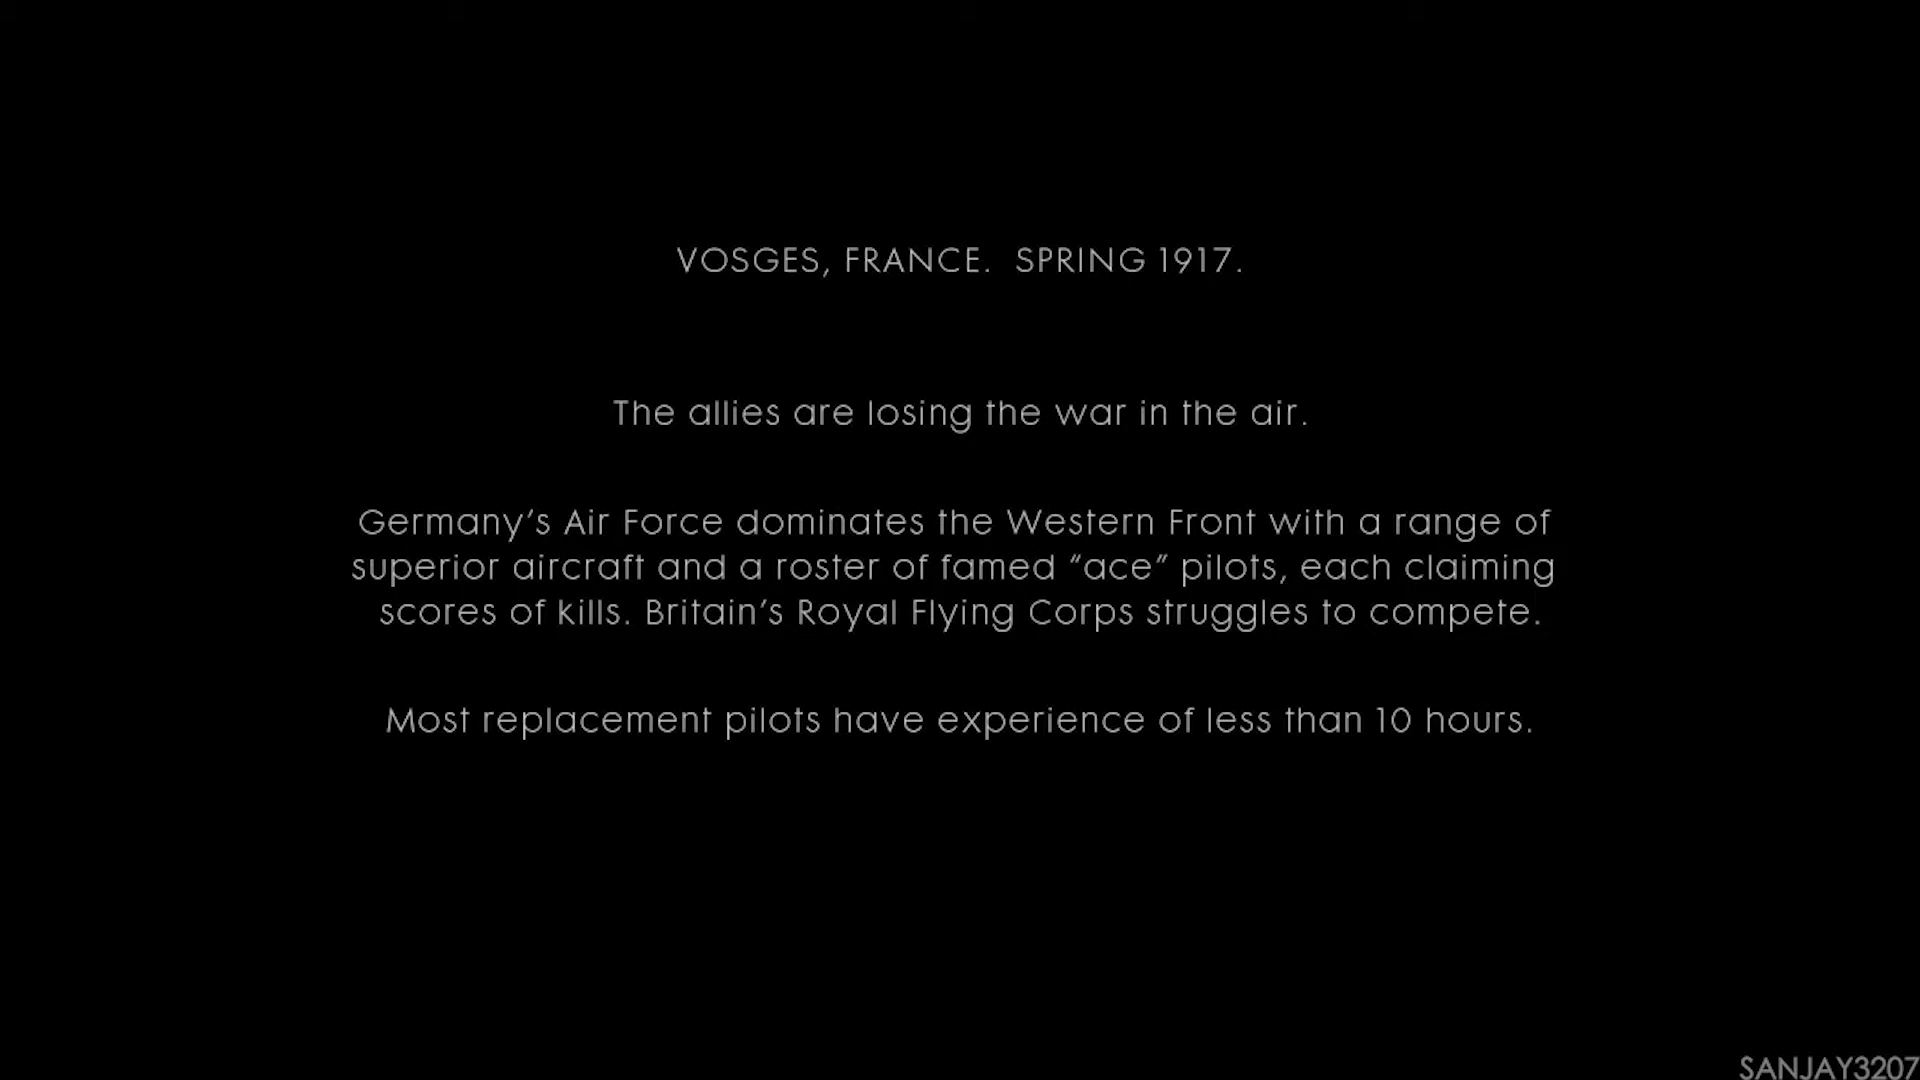 VOSGES, FRANCE.  SPRING 1917.
The allies are losing the war in the air.
Germany’s Air Force dominates the Western Front with a range of
superior aircraft and a roster of famed “ace” pilots, each claiming
scores of kills. Britain’s Royal Flying Corps struggles to compete.
Most replacement pilots have experience of less than 10 hours.
SANJAY3207